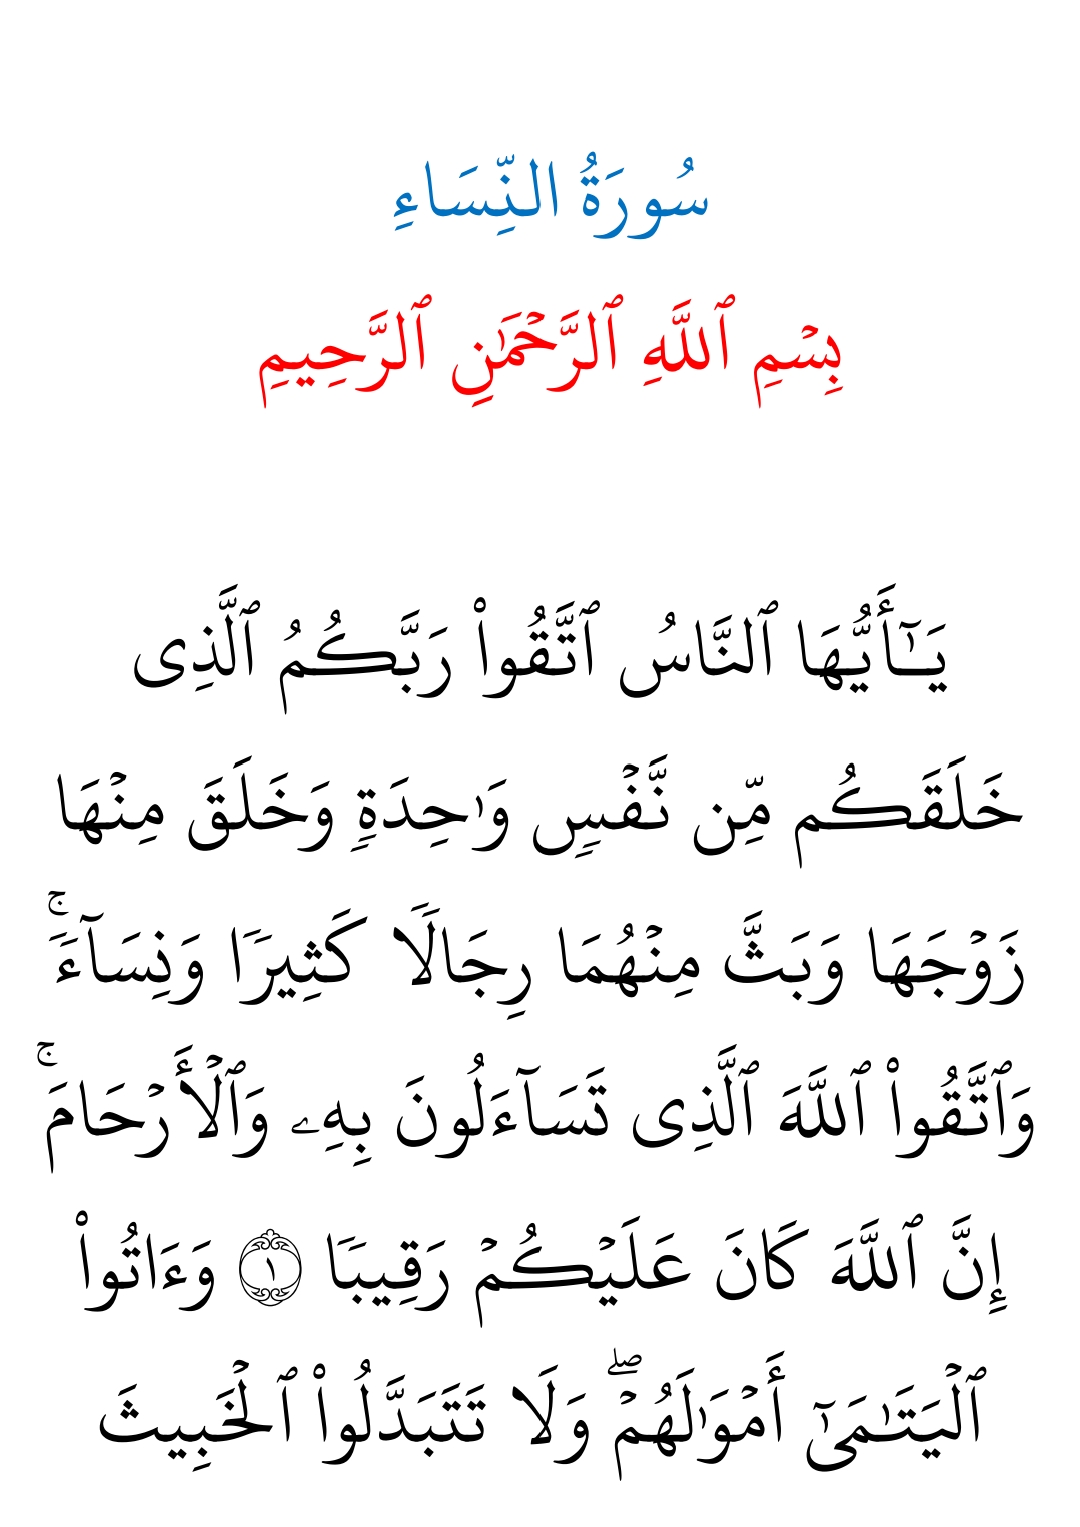 سُورَةُ النِّسَاءِ
بِسۡمِ ٱللَّهِ ٱلرَّحۡمَٰنِ ٱلرَّحِيمِ
يَـٰٓأَيُّهَا ٱلنَّاسُ ٱتَّقُواْ رَبَّكُمُ ٱلَّذِى
خَلَقَكُم مِّن نَّفۡسٖ وَٰحِدَةٖ وَخَلَقَ مِنۡهَا
زَوۡجَهَا وَبَثَّ مِنۡهُمَا رِجَالٗا كَثِيرٗا وَنِسَآءٗۚ
وَٱتَّقُواْ ٱللَّهَ ٱلَّذِى تَسَآءَلُونَ بِهِۦ وَٱلۡأَرۡحَامَۚ
إِنَّ ٱللَّهَ كَانَ عَلَيۡكُمۡ رَقِيبٗا ١ وَءَاتُواْ
ٱلۡيَتَـٰمَىٰٓ أَمۡوَٰلَهُمۡۖ وَلَا تَتَبَدَّلُواْ ٱلۡخَبِيثَ